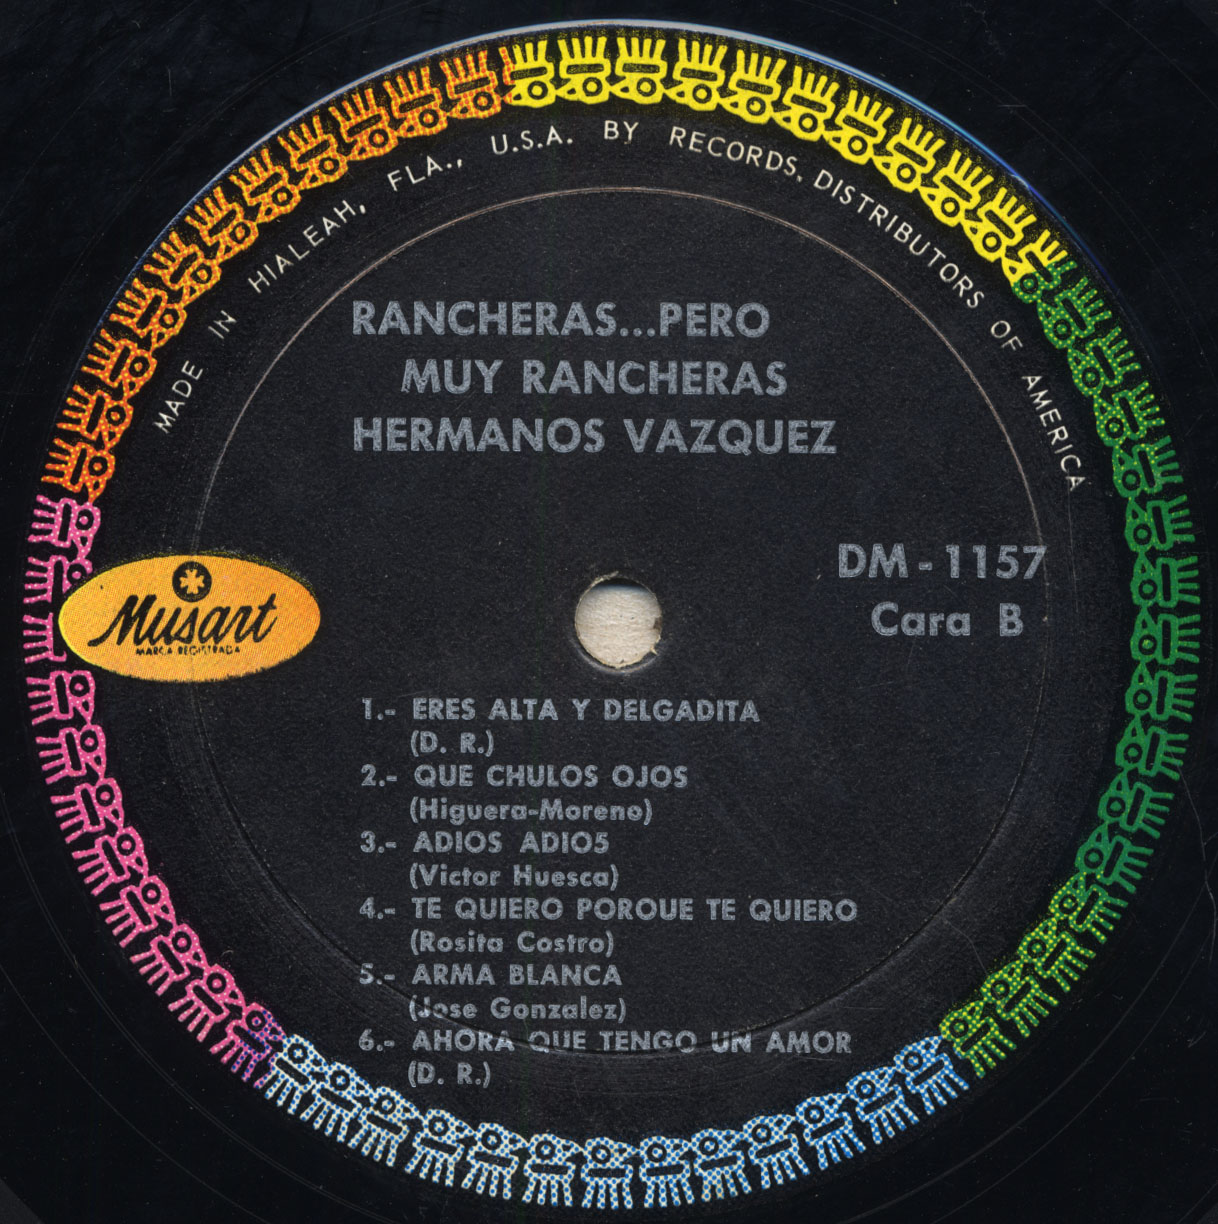 MADE IN HIALEAH, FLA., U.S.A. BY RECORDS, DISTRIBUTORS OF AMERICA
RANCHERAS...PERO
MUY RANCHERAS
HERMANOS VAZQUEZ
DM-1157
Cara B
Musart
MARCA REGISTRADA
1.- ERES ALTA Y DELGADITA
(D. R.)
2.- QUE CHULOS OJOS
(Higuera-Moreno)
3.- ADIOS ADIO5
(Victor Huesca)
4.- TE QUIERO PORQUE TE QUIERO
(Rosita Costro)
5.- ARMA BLANCA
(Jose Gonzalez)
6.- AHORA QUE TENGO UN AMOR
(D. R.)